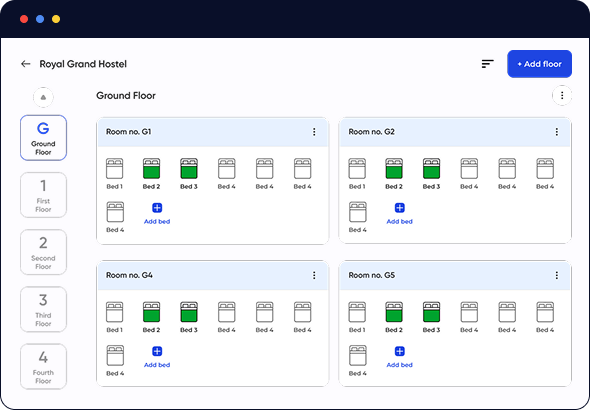 Royal Grand Hostel
+ Add floor
Ground Floor
G
Ground
Floor
1
First
Floor
2
Second
Floor
3
Third
Floor
4
Fourth
Floor
Room no. G1
Bed 1 Bed 2 Bed 3 Bed 4 Bed 4 Bed 4
Bed 4 Add bed
Room no. G2
Bed 1 Bed 2 Bed 3 Bed 4 Bed 4 Bed 4
Bed 4 Add bed
Room no. G4
Bed 1 Bed 2 Bed 3 Bed 4 Bed 4 Bed 4
Bed 4 Add bed
Room no. G5
Bed 1 Bed 2 Bed 3 Bed 4 Bed 4 Bed 4
Bed 4 Add bed